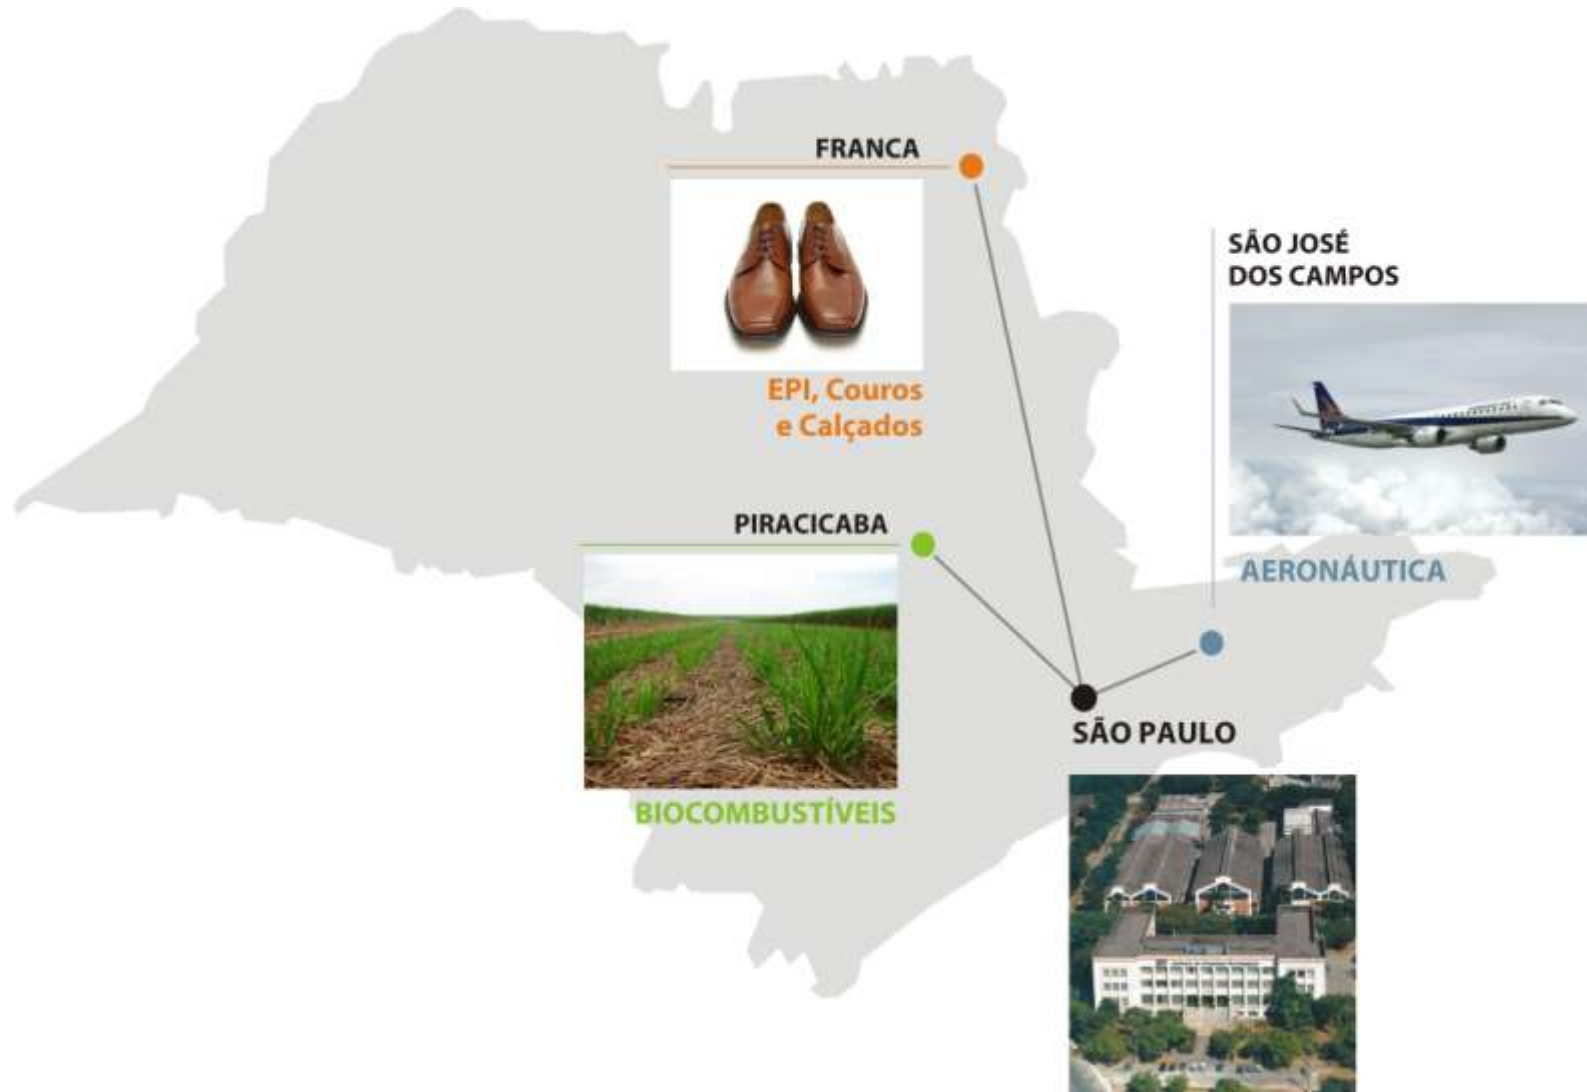 FRANCA
EPI, Couros
e Calçados
SÃO JOSÉ
DOS CAMPOS
AERONÁUTICA
PIRACICABA
BIOCOMBUSTÍVEIS
SÃO PAULO